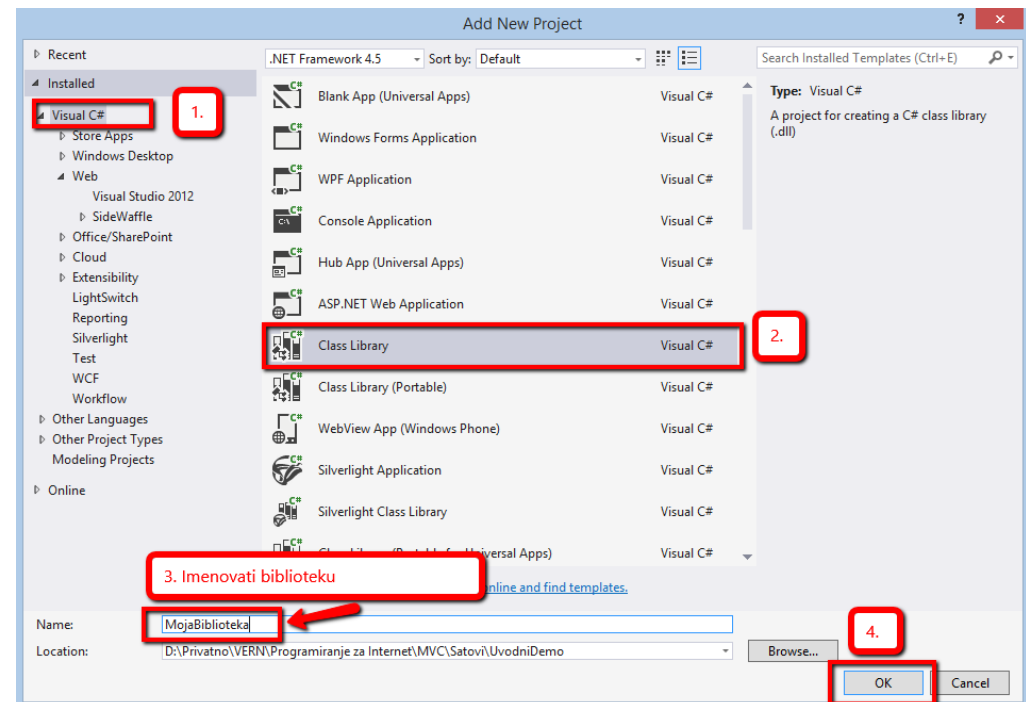 Add New Project
?
Recent
Installed
Visual C#
Store Apps
Windows Desktop
Web
Visual Studio 2012
SideWaffle
Office/SharePoint
Cloud
Extensibility
LightSwitch
Reporting
Silverlight
Test
WCF
Workflow
Other Languages
Other Project Types
Modeling Projects
Online
1.
.NET Framework 4.5 Sort by: Default
Blank App (Universal Apps) Visual C#
Windows Forms Application Visual C#
WPF Application Visual C#
Console Application Visual C#
Hub App (Universal Apps) Visual C#
ASP.NET Web Application Visual C#
Class Library Visual C#
2.
Class Library (Portable) Visual C#
WebView App (Windows Phone) Visual C#
Silverlight Application Visual C#
Silverlight Class Library Visual C#
Visual C#
Search Installed Templates (Ctrl+E)
Type: Visual C#
A project for creating a C# class library
(.dll)
3. Imenovati biblioteku
online and find templates.
Name: MojaBiblioteka
Location: D:\Privatno\VERN\Programiranje za Internet\MVC\Satovi\UvodniDemo
Browse...
4.
OK Cancel